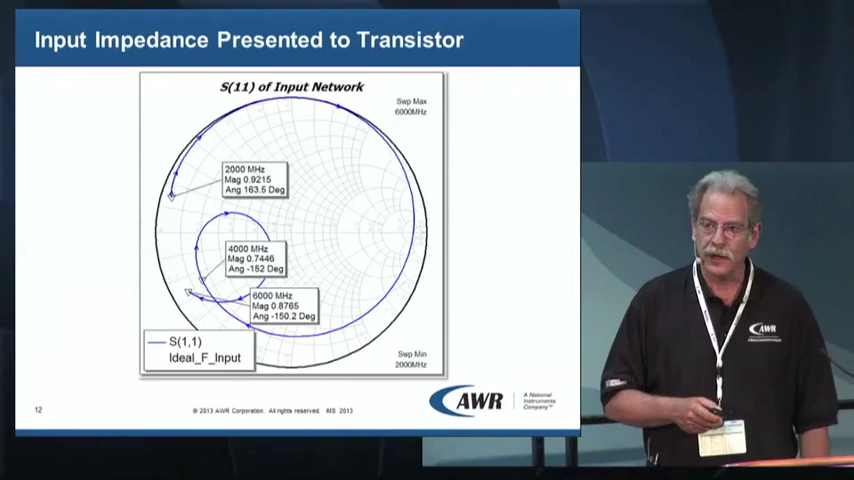 Input Impedance Presented to Transistor
S(11) of Input Network
Swp Max
6000MHz
2000 MHz
Mag 0.9215
Ang 163.5 Deg
4000 MHz
Mag 0.7446
Ang -152 Deg
6000 MHz
Mag 0.8765
Ang -150.2 Deg
S(1,1)
Ideal_F_Input
Swp Min
2000MHz
12
© 2013 AWR Corporation. All rights reserved. IMS 2013
AWR
A National
Instruments
Company™
AWR